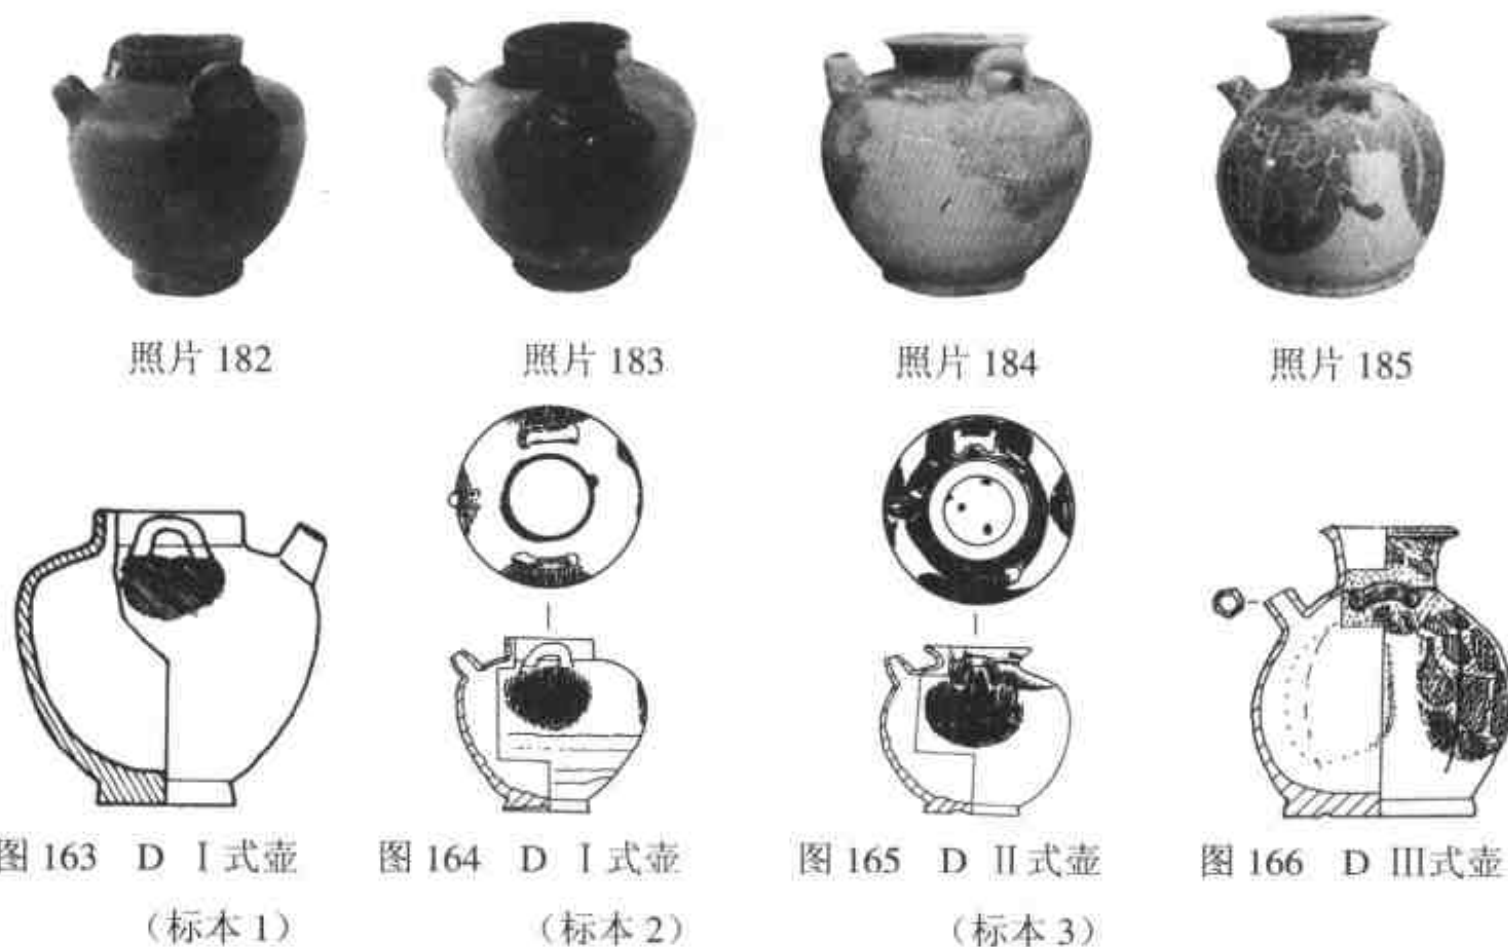 照片 182 照片 183 照片 184 照片 185
图 163 D Ⅰ式壶 图 164 D Ⅰ式壶 图 165 D Ⅱ式壶 图 166 D Ⅲ式壶
（标本 1） （标本 2） （标本 3）